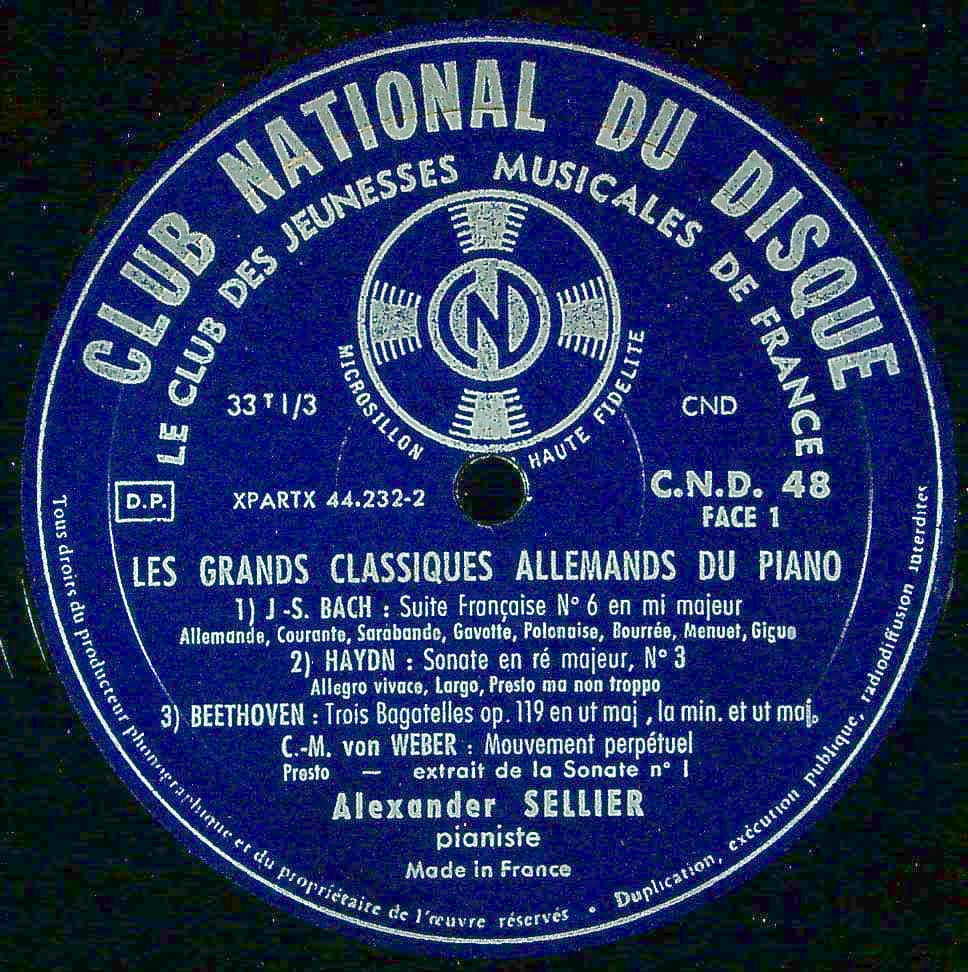 CLUB NATIONAL DU DISQUE
LE CLUB DES JEUNESSES MUSICALES DE FRANCE
N
MICROSILLON HAUTE FIDELITE
33 T 1/3
CND
D.P.
XPARTX 44.232-2
C.N.D. 48
FACE 1
LES GRANDS CLASSIQUES ALLEMANDS DU PIANO
1) J-S. BACH : Suite Française N° 6 en mi majeur
Allemande, Courante, Sarabande, Gavotte, Polonaise, Bourrée, Menuet, Gigue
2) HAYDN : Sonate en ré majeur, N° 3
Allegro vivace, Largo, Presto ma non troppo
3) BEETHOVEN : Trois Bagatelles op. 119 en ut maj., la min. et ut maj.
C.-M. von WEBER : Mouvement perpétuel
Presto — extrait de la Sonate n° 1
Alexander SELLIER
pianiste
Made in France
Tous droits du producteur phonographique et du propriétaire de l'œuvre réservés • Duplication, exécution publique, radiodiffusion interdites